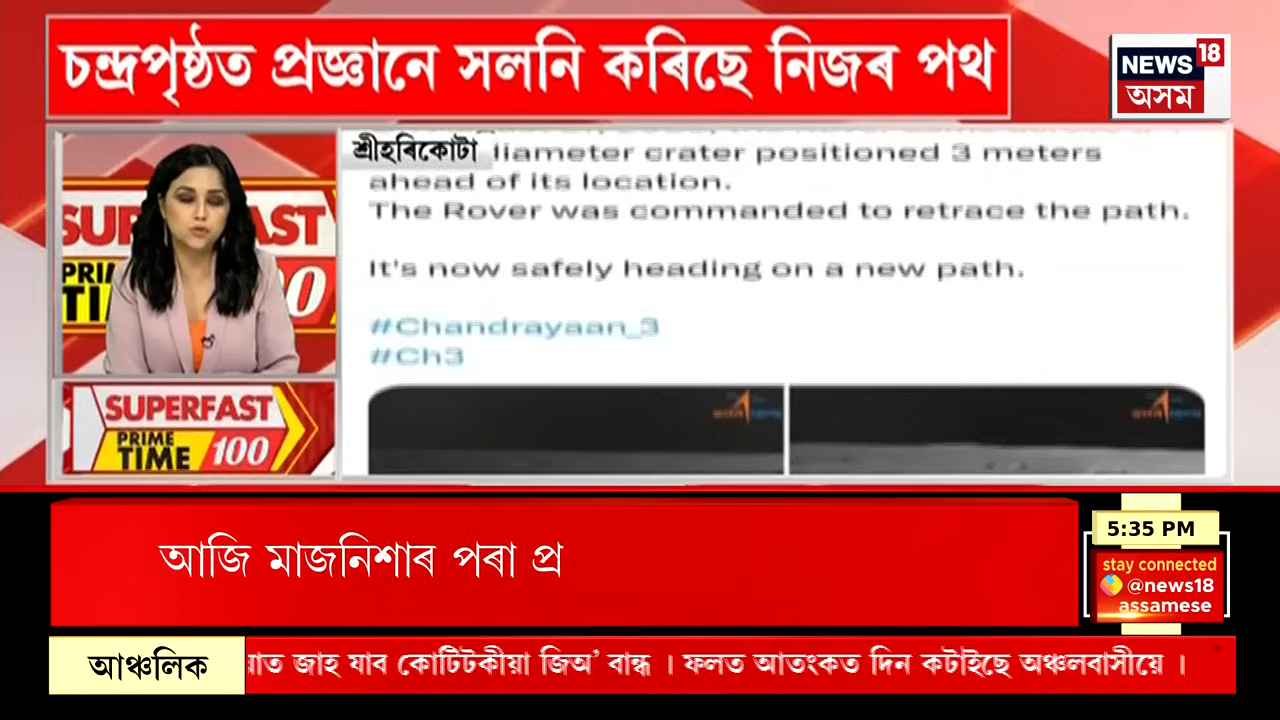 চন্দ্ৰপৃষ্ঠত প্ৰজ্ঞানে সলনি কৰিছে নিজৰ পথ
NEWS 18
অসম
শ্ৰীহৰিকোটা
diameter crater positioned 3 meters
ahead of its location.
The Rover was commanded to retrace the path.
It's now safely heading on a new path.
#Chandrayaan_3
#Ch3
SUPERFAST
PRIME
TIME 100
আজি মাজনিশাৰ পৰা প্ৰ
5:35 PM
stay connected
@news18
assamese
আঞ্চলিক
জাহ যাব কোটিটকীয়া জিঅ' বান্ধ । ফলত আতংকত দিন কটাইছে অঞ্চলবাসীয়ে ।